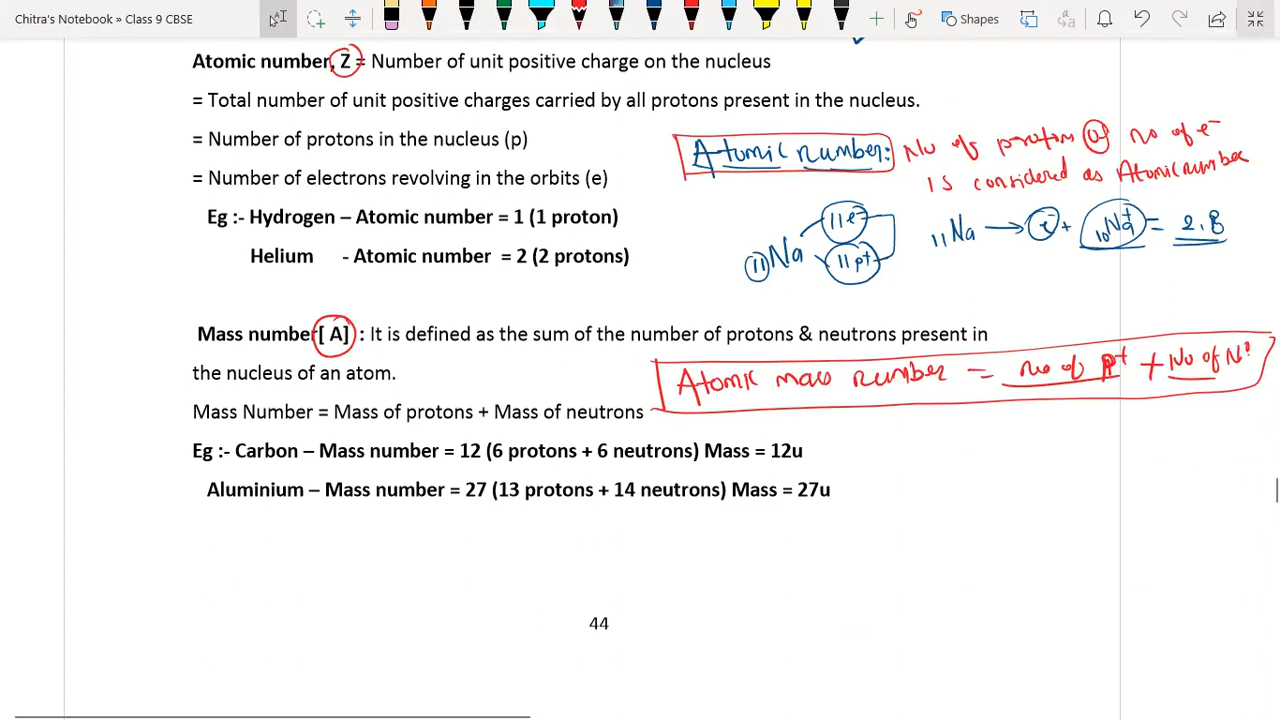 Chitra's Notebook » Class 9 CBSE
Shapes
Atomic number, Z = Number of unit positive charge on the nucleus
= Total number of unit positive charges carried by all protons present in the nucleus.
= Number of protons in the nucleus (p)
= Number of electrons revolving in the orbits (e)
Eg :- Hydrogen – Atomic number = 1 (1 proton)
Helium - Atomic number = 2 (2 protons)
Atomic number: No of protons or no of e⁻
is considered as Atomic number
₁₁Na 11e⁻ 11p⁺
₁₁Na → e⁻ + ₁₀Na⁺ = 2.8
Mass number[ A] : It is defined as the sum of the number of protons & neutrons present in
the nucleus of an atom.
Atomic mass number = no of P⁺ + No of N⁰
Mass Number = Mass of protons + Mass of neutrons
Eg :- Carbon – Mass number = 12 (6 protons + 6 neutrons) Mass = 12u
Aluminium – Mass number = 27 (13 protons + 14 neutrons) Mass = 27u
44